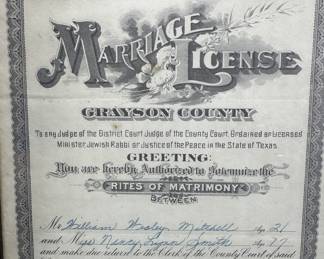 MARRIAGE
LICENSE
GRAYSON COUNTY
To any Judge of the District Court Judge of the County Court. Ordained or Licensed
Minister Jewish Rabbi or Justice of the Peace in the State of Texas
GREETING:
You are hereby Authorized to Solemnize the
RITES OF MATRIMONY
BETWEEN
Mr. William Wesley Mitchell Age 21
and Miss Nancy Smith Age 17
and make due return to the Clerk of the County Court of said